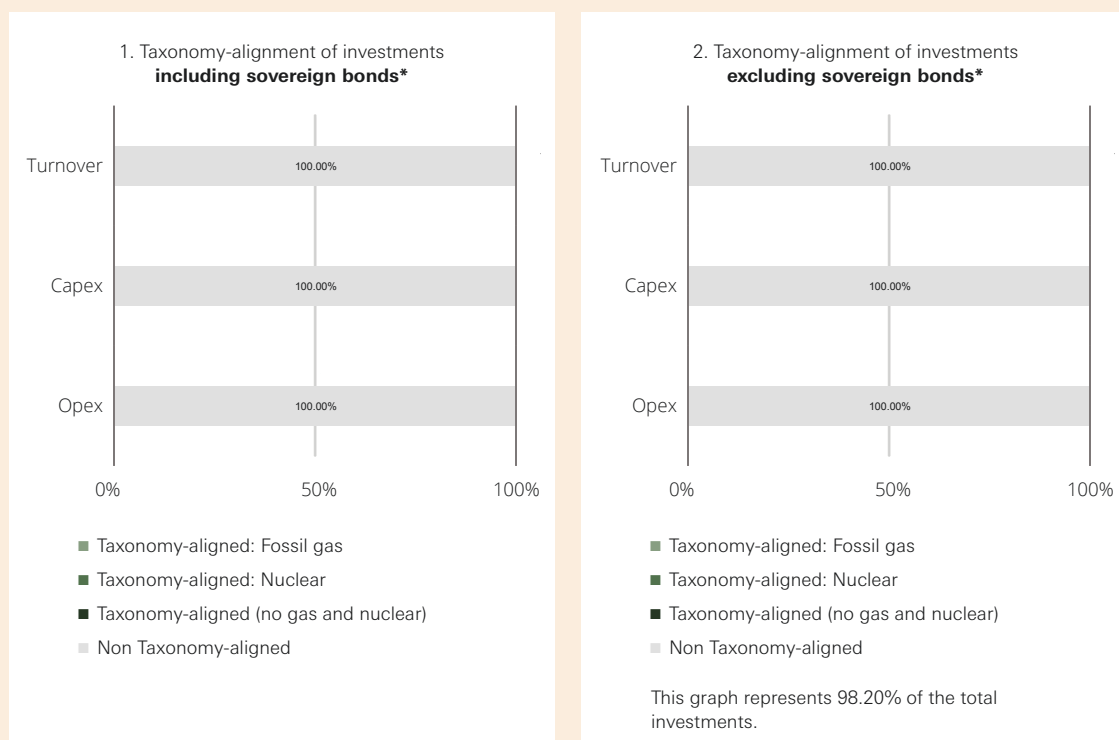 1. Taxonomy-alignment of investments
including sovereign bonds*
Turnover
100.00%
Capex
100.00%
Opex
100.00%
0%
50%
100%
Taxonomy-aligned: Fossil gas
Taxonomy-aligned: Nuclear
Taxonomy-aligned (no gas and nuclear)
Non Taxonomy-aligned
2. Taxonomy-alignment of investments
excluding sovereign bonds*
Turnover
100.00%
Capex
100.00%
Opex
100.00%
0%
50%
100%
Taxonomy-aligned: Fossil gas
Taxonomy-aligned: Nuclear
Taxonomy-aligned (no gas and nuclear)
Non Taxonomy-aligned
This graph represents 98.20% of the total
investments.